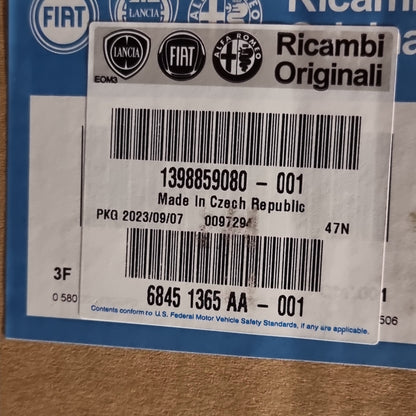 FIAT LANCIA Ricambi
LANCIA FIAT ALFA ROMEO Ricambi
EOM3 Originali
1398859080 - 001
Made in Czech Republic
PKG 2023/09/07 0097294 47N
3F
6845 1365 AA - 001
0 580
506
Contents conform to U.S. Federal Motor Vehicle Safety Standards, if any are applicable.